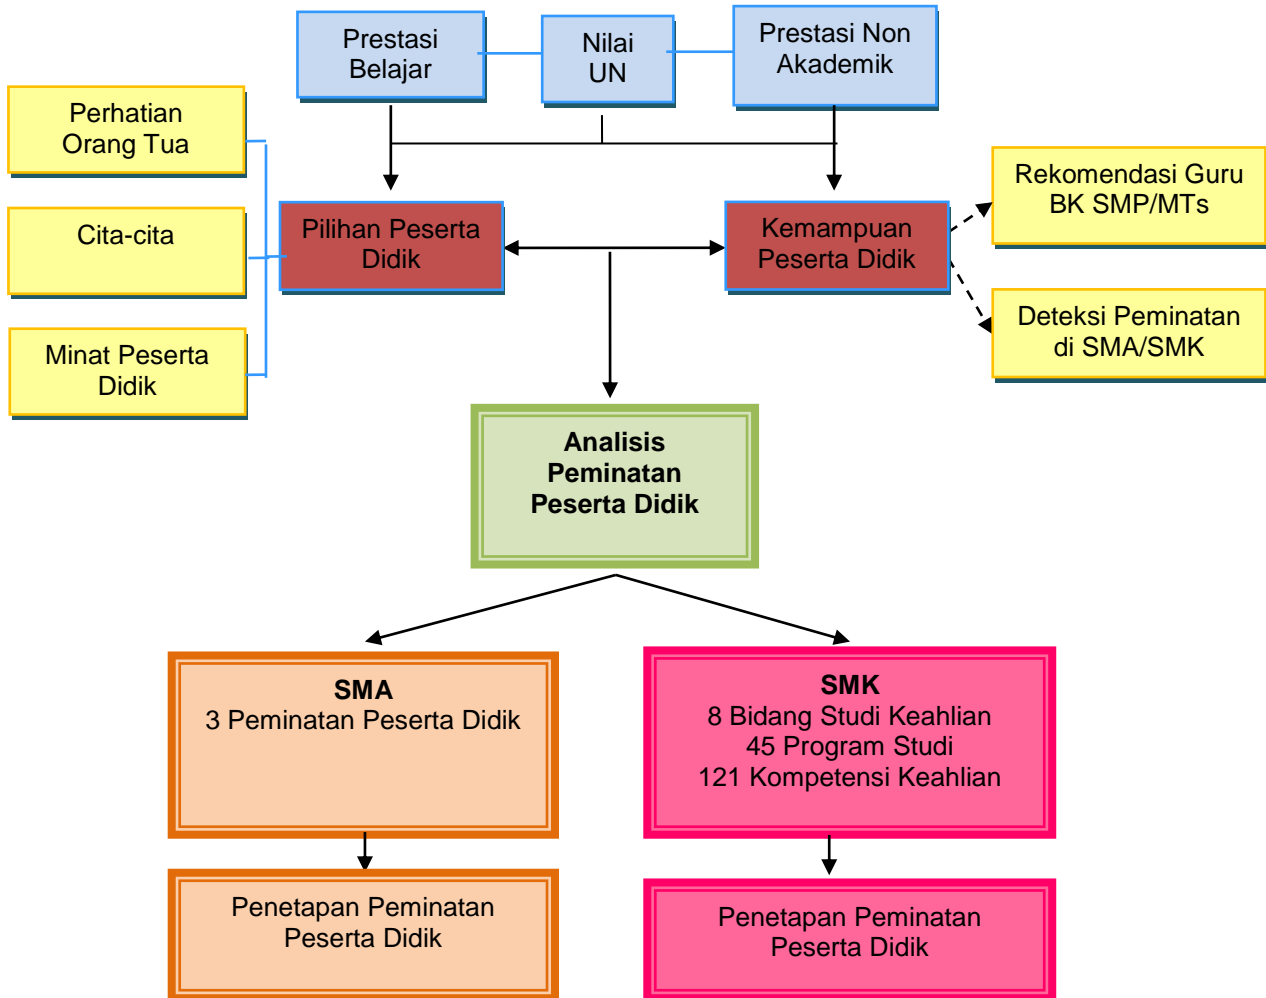 Prestasi
Belajar
Nilai
UN
Prestasi Non
Akademik
Perhatian
Orang Tua
Cita-cita
Minat Peserta
Didik
Pilihan Peserta
Didik
Kemampuan
Peserta Didik
Rekomendasi Guru
BK SMP/MTs
Deteksi Peminatan
di SMA/SMK
Analisis
Peminatan
Peserta Didik
SMA
3 Peminatan Peserta Didik
SMK
8 Bidang Studi Keahlian
45 Program Studi
121 Kompetensi Keahlian
Penetapan Peminatan
Peserta Didik
Penetapan Peminatan
Peserta Didik